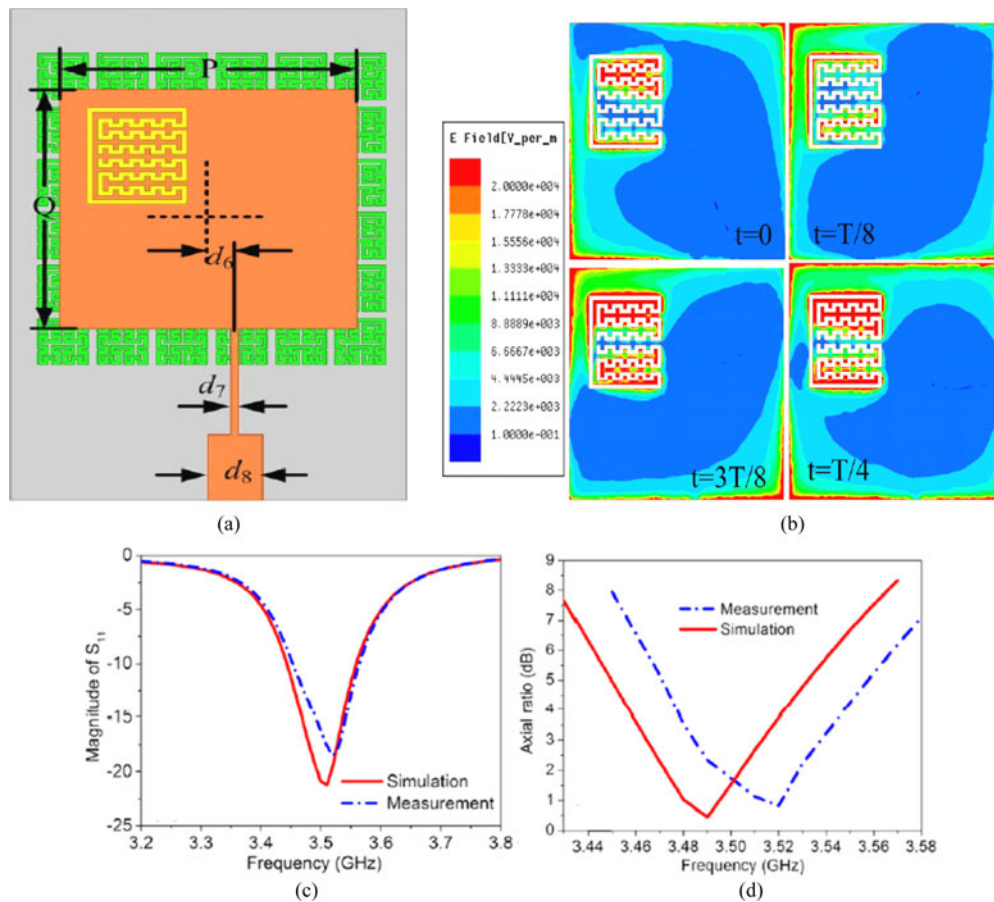 P
Q
d6
d7
d8
(a)
E Field[V_per_m
2.0000e+004
1.7778e+004
1.5556e+004
1.3333e+004
1.1111e+004
8.8889e+003
6.6667e+003
4.4445e+003
2.2223e+003
1.0000e-001
t=0
t=T/8
t=3T/8
t=T/4
(b)
Magnitude of S11
0
-5
-10
-15
-20
-25
Simulation
Measurement
3.2 3.3 3.4 3.5 3.6 3.7 3.8
Frequency (GHz)
(c)
Axial ratio (dB)
9
8
7
6
5
4
3
2
1
0
Measurement
Simulation
3.44 3.46 3.48 3.50 3.52 3.54 3.56 3.58
Frequency (GHz)
(d)